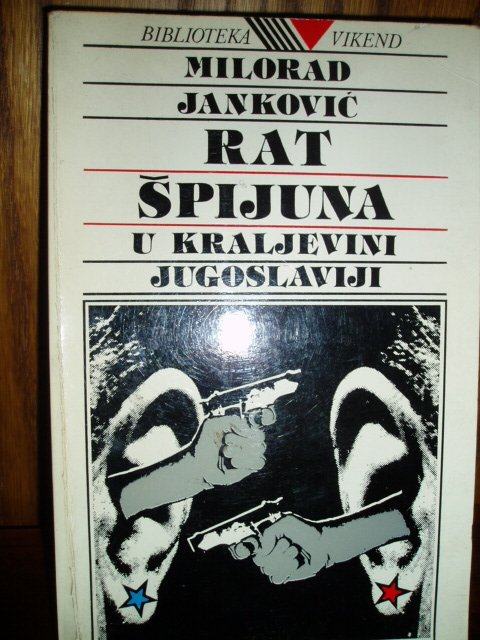 BIBLIOTEKA VIKEND
MILORAD
JANKOVIĆ
RAT
ŠPIJUNA
U KRALJEVINI
JUGOSLAVIJI